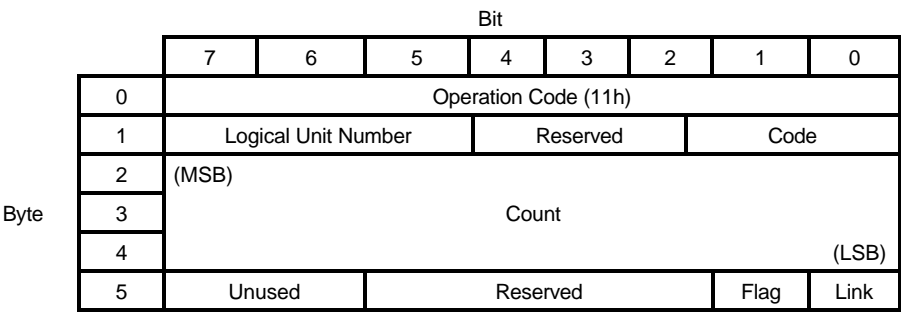 Bit
7 6 5 4 3 2 1 0
0 Operation Code (11h)
1 Logical Unit Number Reserved Code
2 (MSB)
Byte 3 Count
4 (LSB)
5 Unused Reserved Flag Link